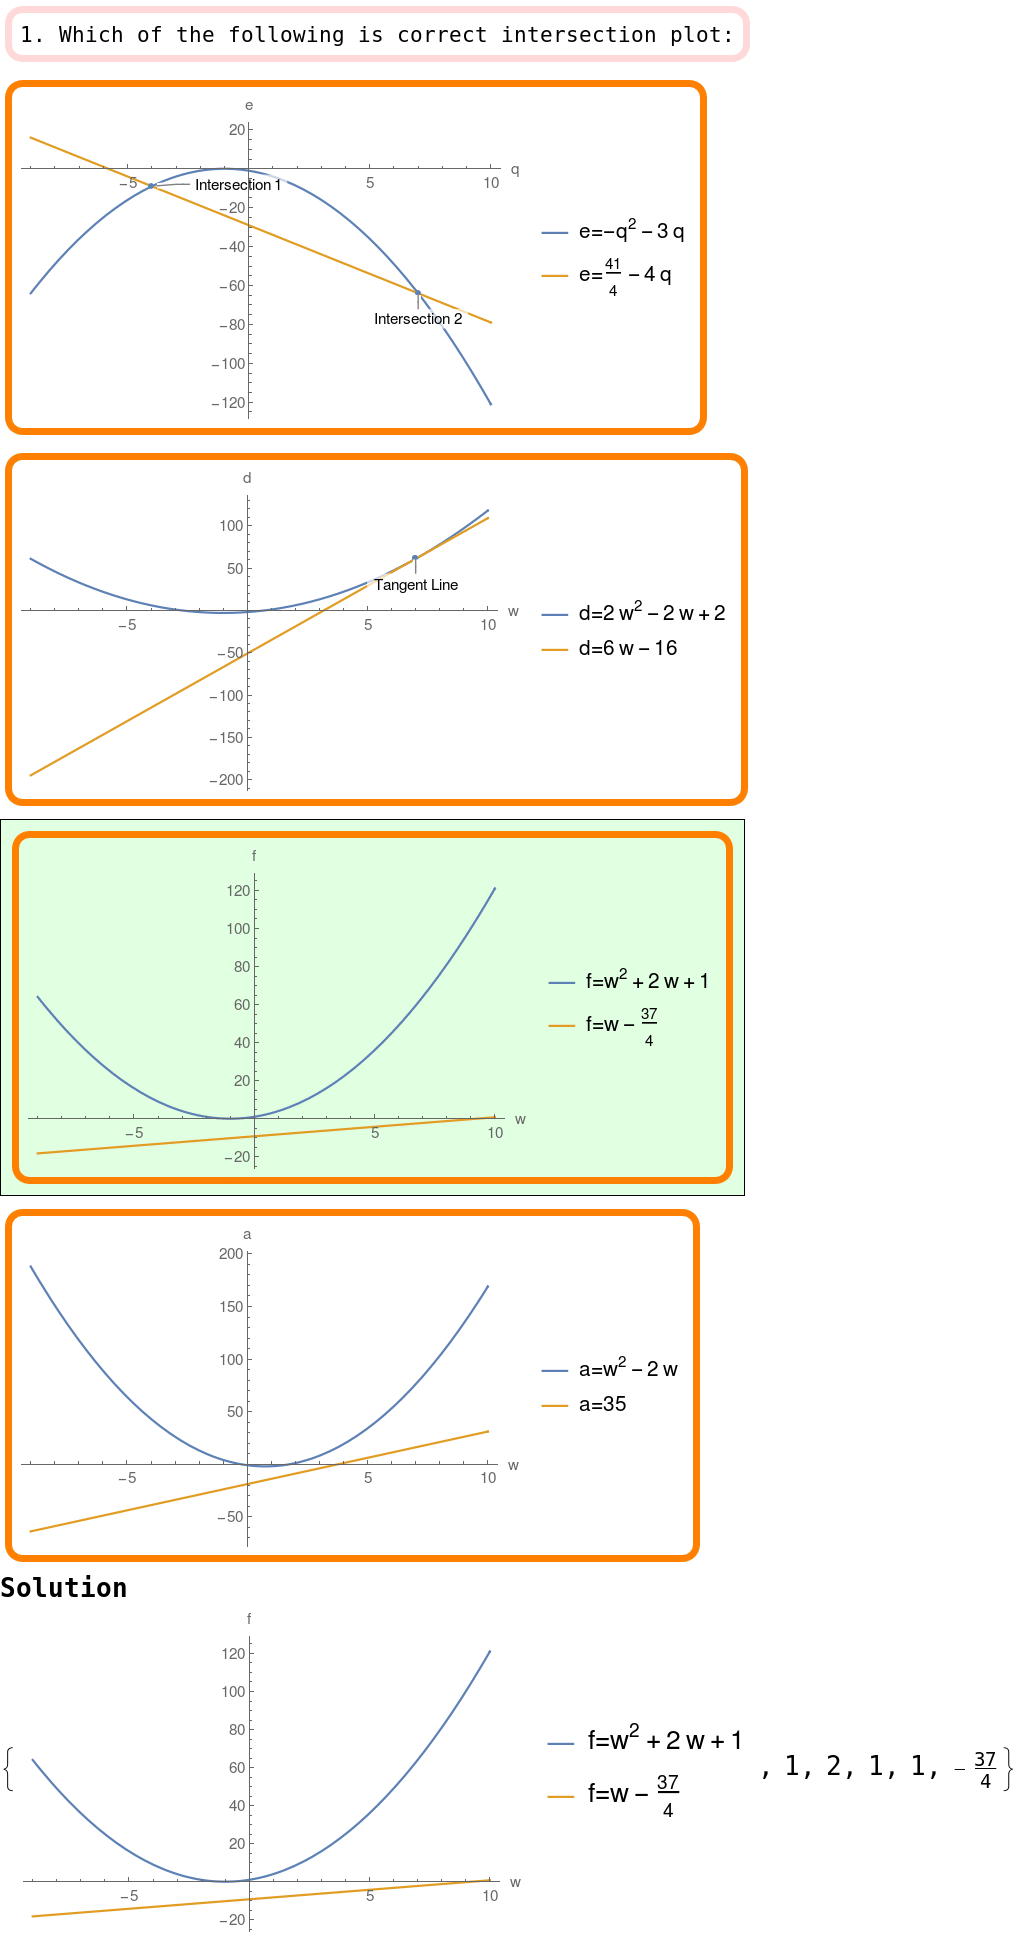 1. Which of the following is correct intersection plot:
e
20
−5 5 10 q
Intersection 1
−20
e=−q² − 3 q
−40
e=41/4 − 4 q
−60
Intersection 2
−80
−100
−120
d
100
50
Tangent Line
−5 5 10 w
d=2 w² − 2 w + 2
−50
d=6 w − 16
−100
−150
−200
f
120
100
80
f=w² + 2 w + 1
60
f=w − 37/4
40
20
−5 5 10 w
−20
a
200
150
100
a=w² − 2 w
50
a=35
−5 5 10 w
−50
Solution
f
120
100
80
f=w² + 2 w + 1
60
{ , 1, 2, 1, 1, − 37/4 }
f=w − 37/4
40
20
−5 5 10 w
−20